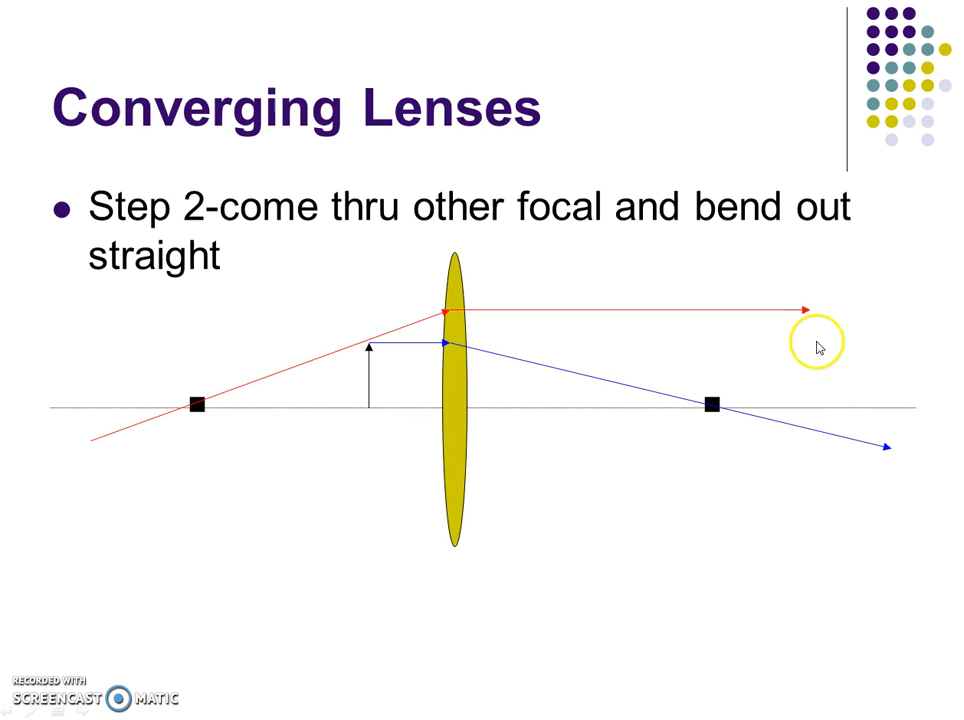 Converging Lenses
Step 2-come thru other focal and bend out
straight
RECORDED WITH
SCREENCAST MATIC